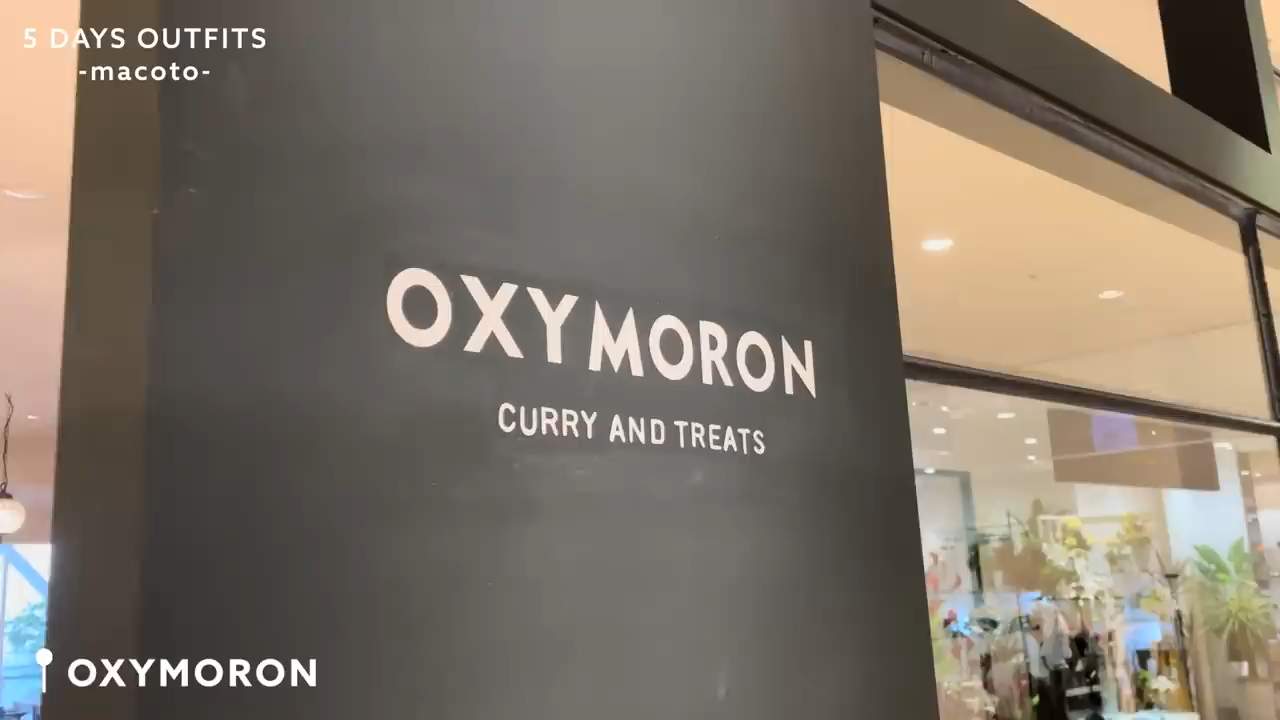 5 DAYS OUTFITS
-macoto-
OXYMORON
CURRY AND TREATS
OXYMORON